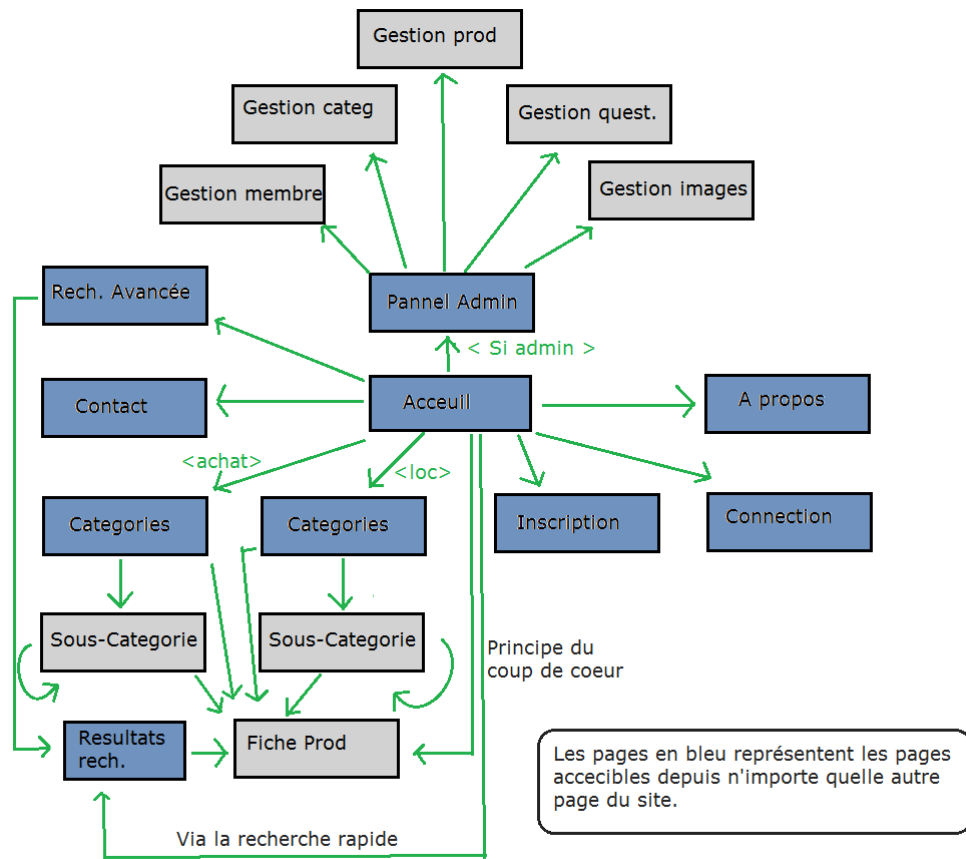 Gestion prod
Gestion categ
Gestion quest.
Gestion membre
Gestion images
Rech. Avancée
Pannel Admin
< Si admin >
Contact
Acceuil
A propos
<achat>
<loc>
Categories
Categories
Inscription
Connection
Sous-Categorie
Sous-Categorie
Principe du
coup de coeur
Resultats
rech.
Fiche Prod
Les pages en bleu représentent les pages
accecibles depuis n'importe quelle autre
page du site.
Via la recherche rapide